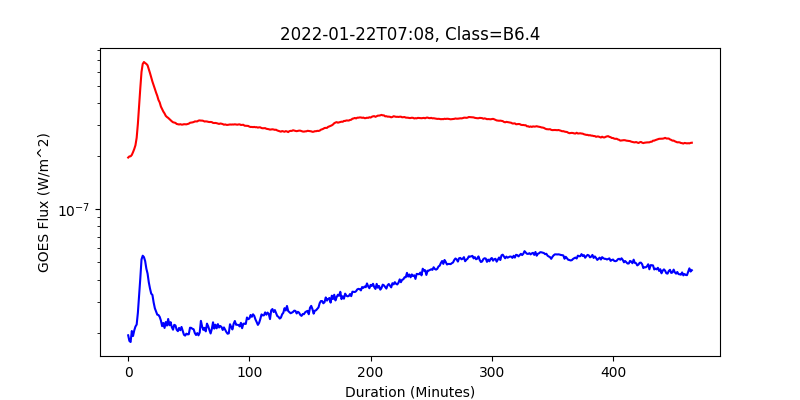 2022-01-22T07:08, Class=B6.4
GOES Flux (W/m^2)
10⁻⁷
0 100 200 300 400
Duration (Minutes)